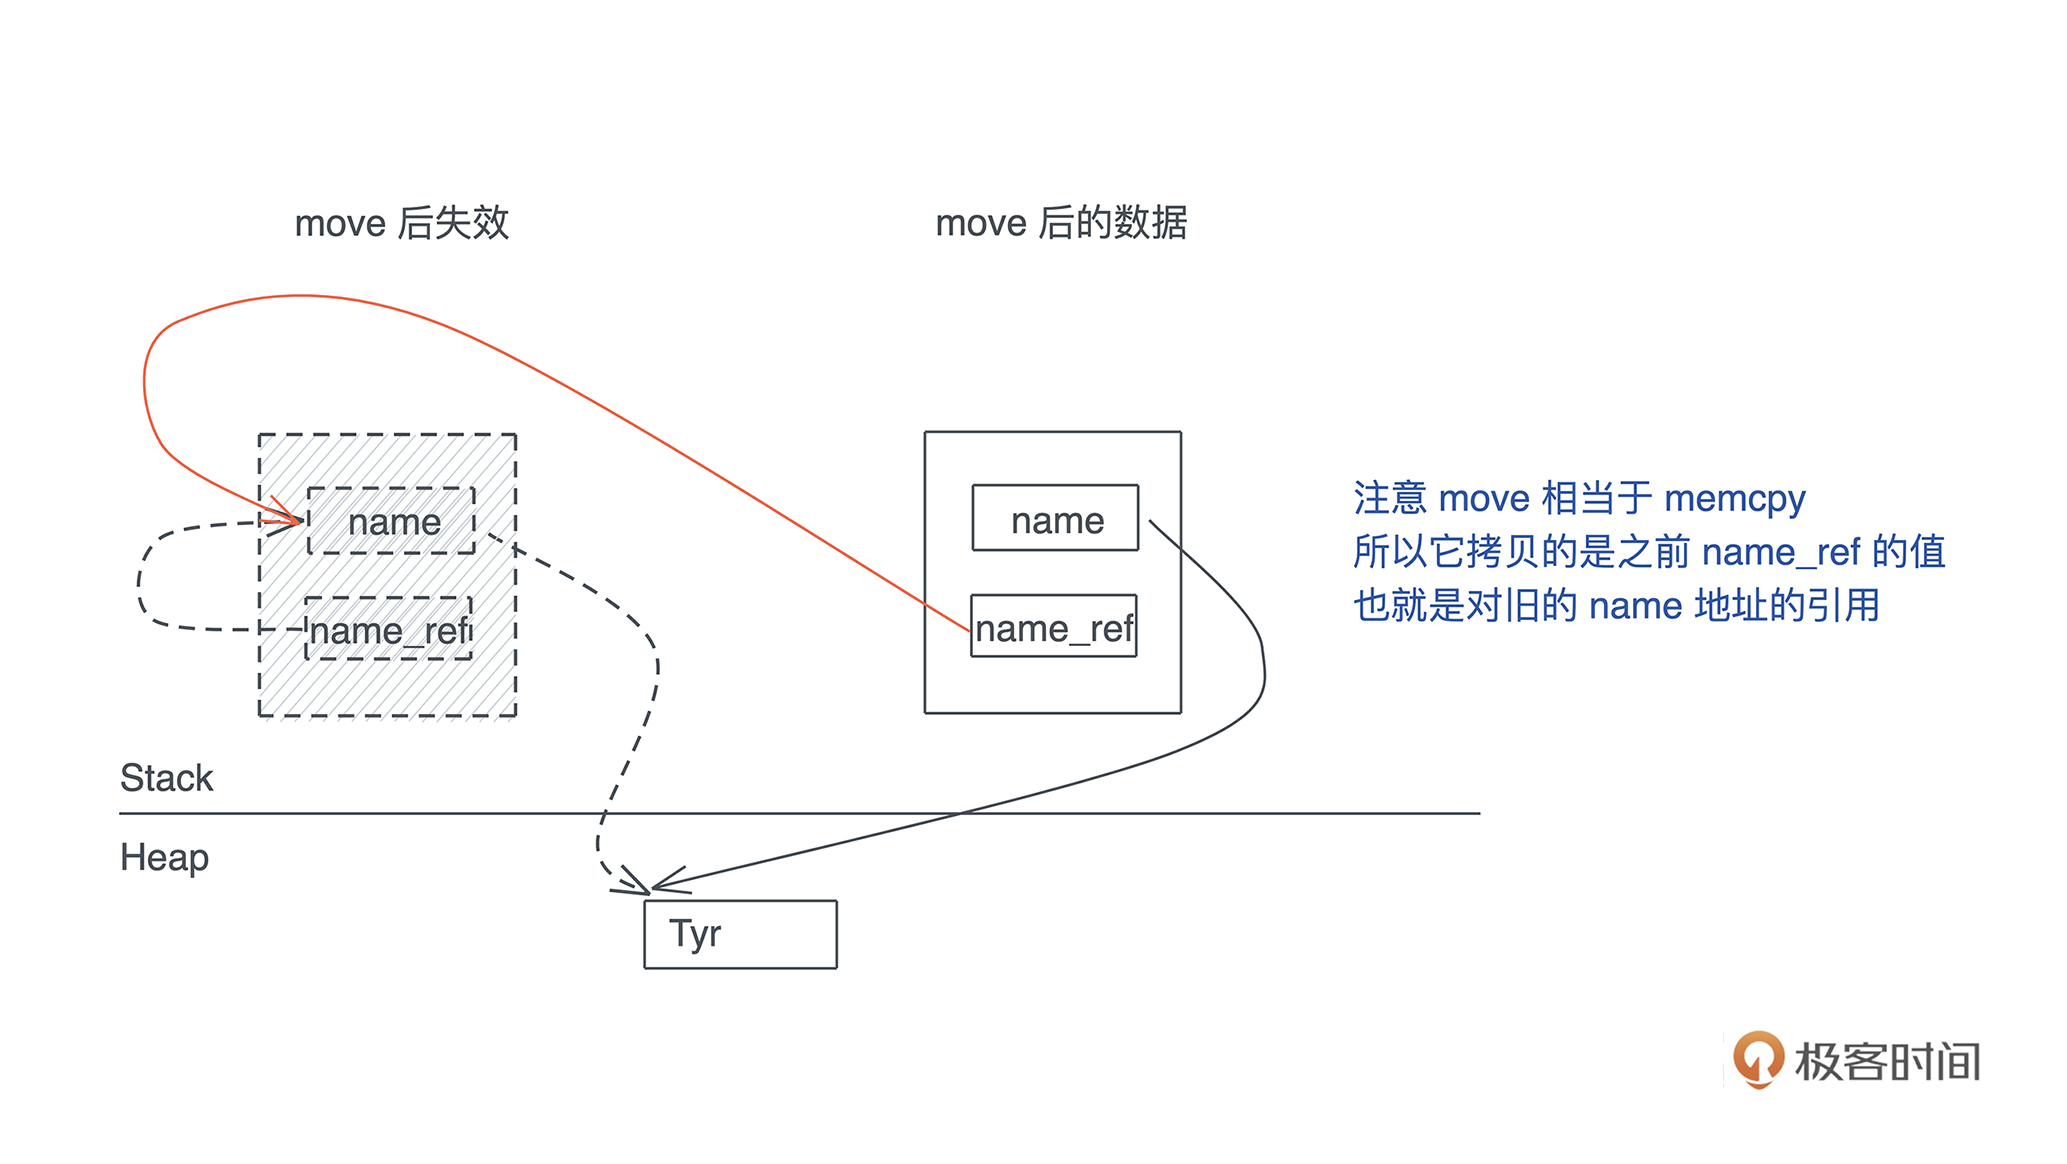 move 后失效
move 后的数据
name
name_ref
name
name_ref
注意 move 相当于 memcpy
所以它拷贝的是之前 name_ref 的值
也就是对旧的 name 地址的引用
Stack
Heap
Tyr
极客时间